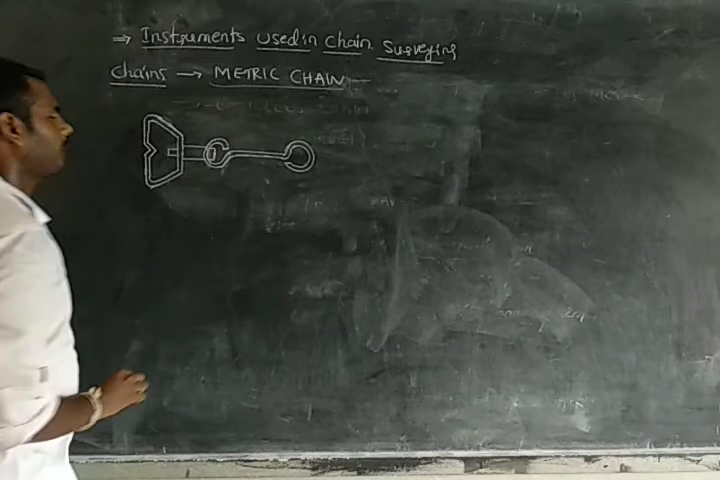 ⇒ Instruments used in Chain Surveying
Chains → METRIC CHAIN